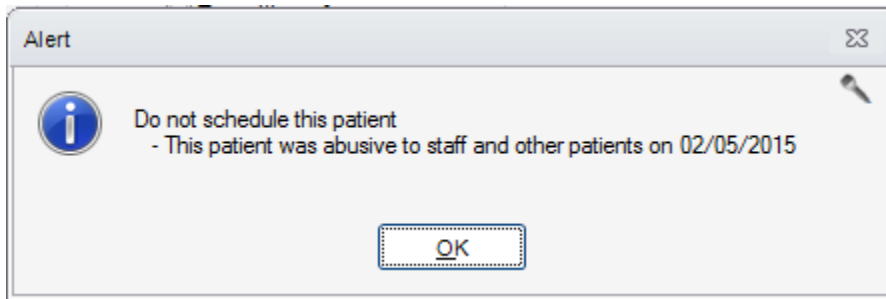 Alert
Do not schedule this patient
- This patient was abusive to staff and other patients on 02/05/2015
OK